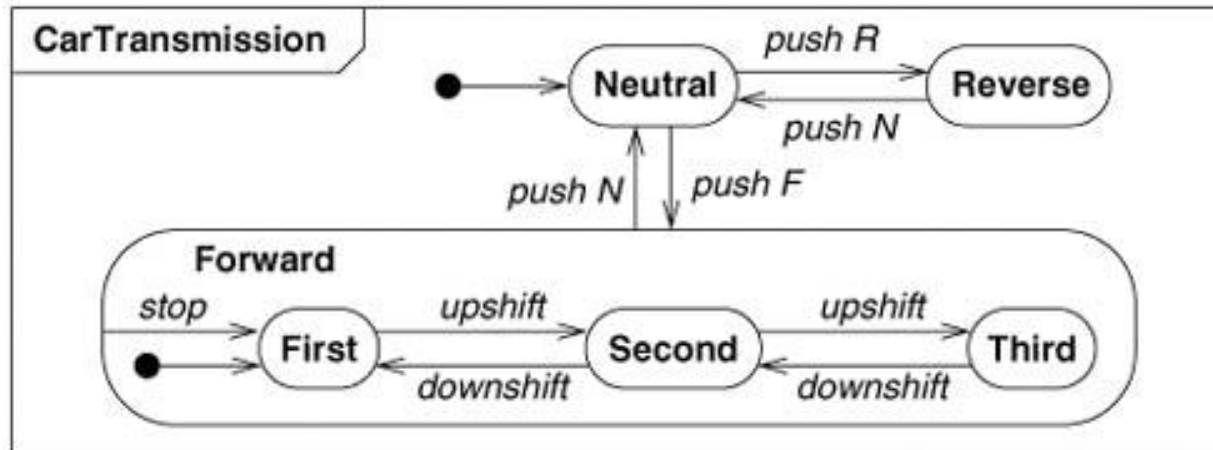 CarTransmission
push R
Neutral
Reverse
push N
push N
push F
Forward
stop
upshift
upshift
First
Second
Third
downshift
downshift